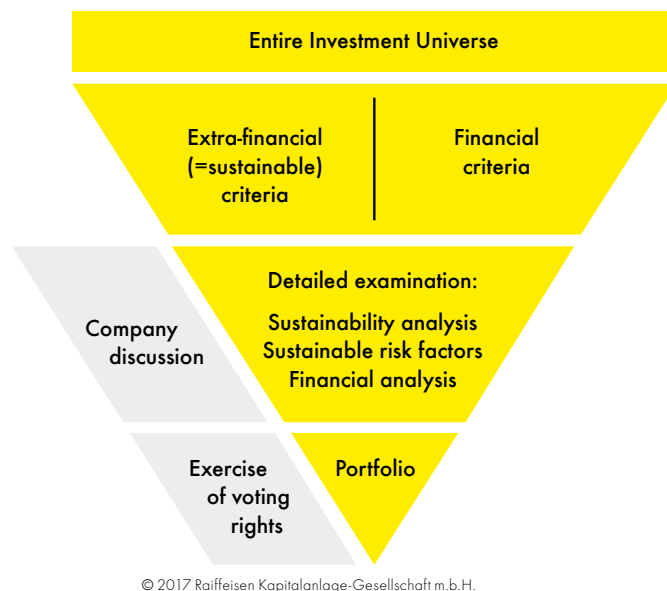 Entire Investment Universe
Extra-financial
(=sustainable)
criteria
Financial
criteria
Detailed examination:
Sustainability analysis
Sustainable risk factors
Financial analysis
Company
discussion
Portfolio
Exercise
of voting
rights
© 2017 Raiffeisen Kapitalanlage-Gesellschaft m.b.H.